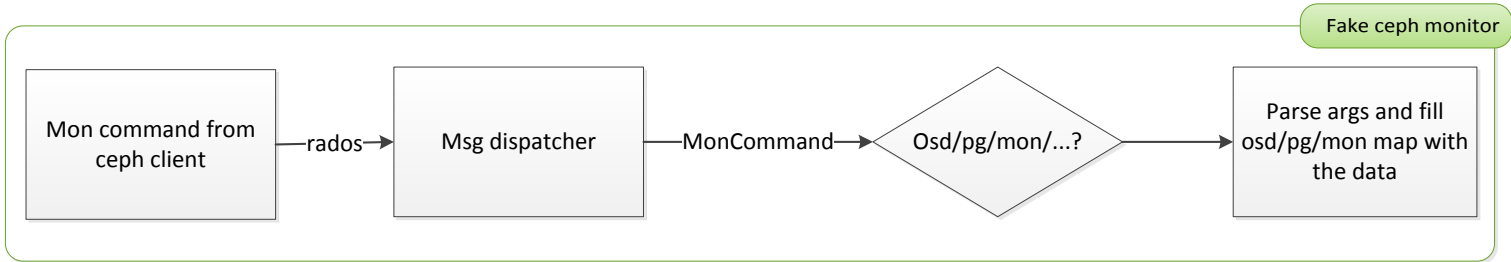 Fake ceph monitor
Mon command from
ceph client
rados
Msg dispatcher
MonCommand
Osd/pg/mon/...?
Parse args and fill
osd/pg/mon map with
the data